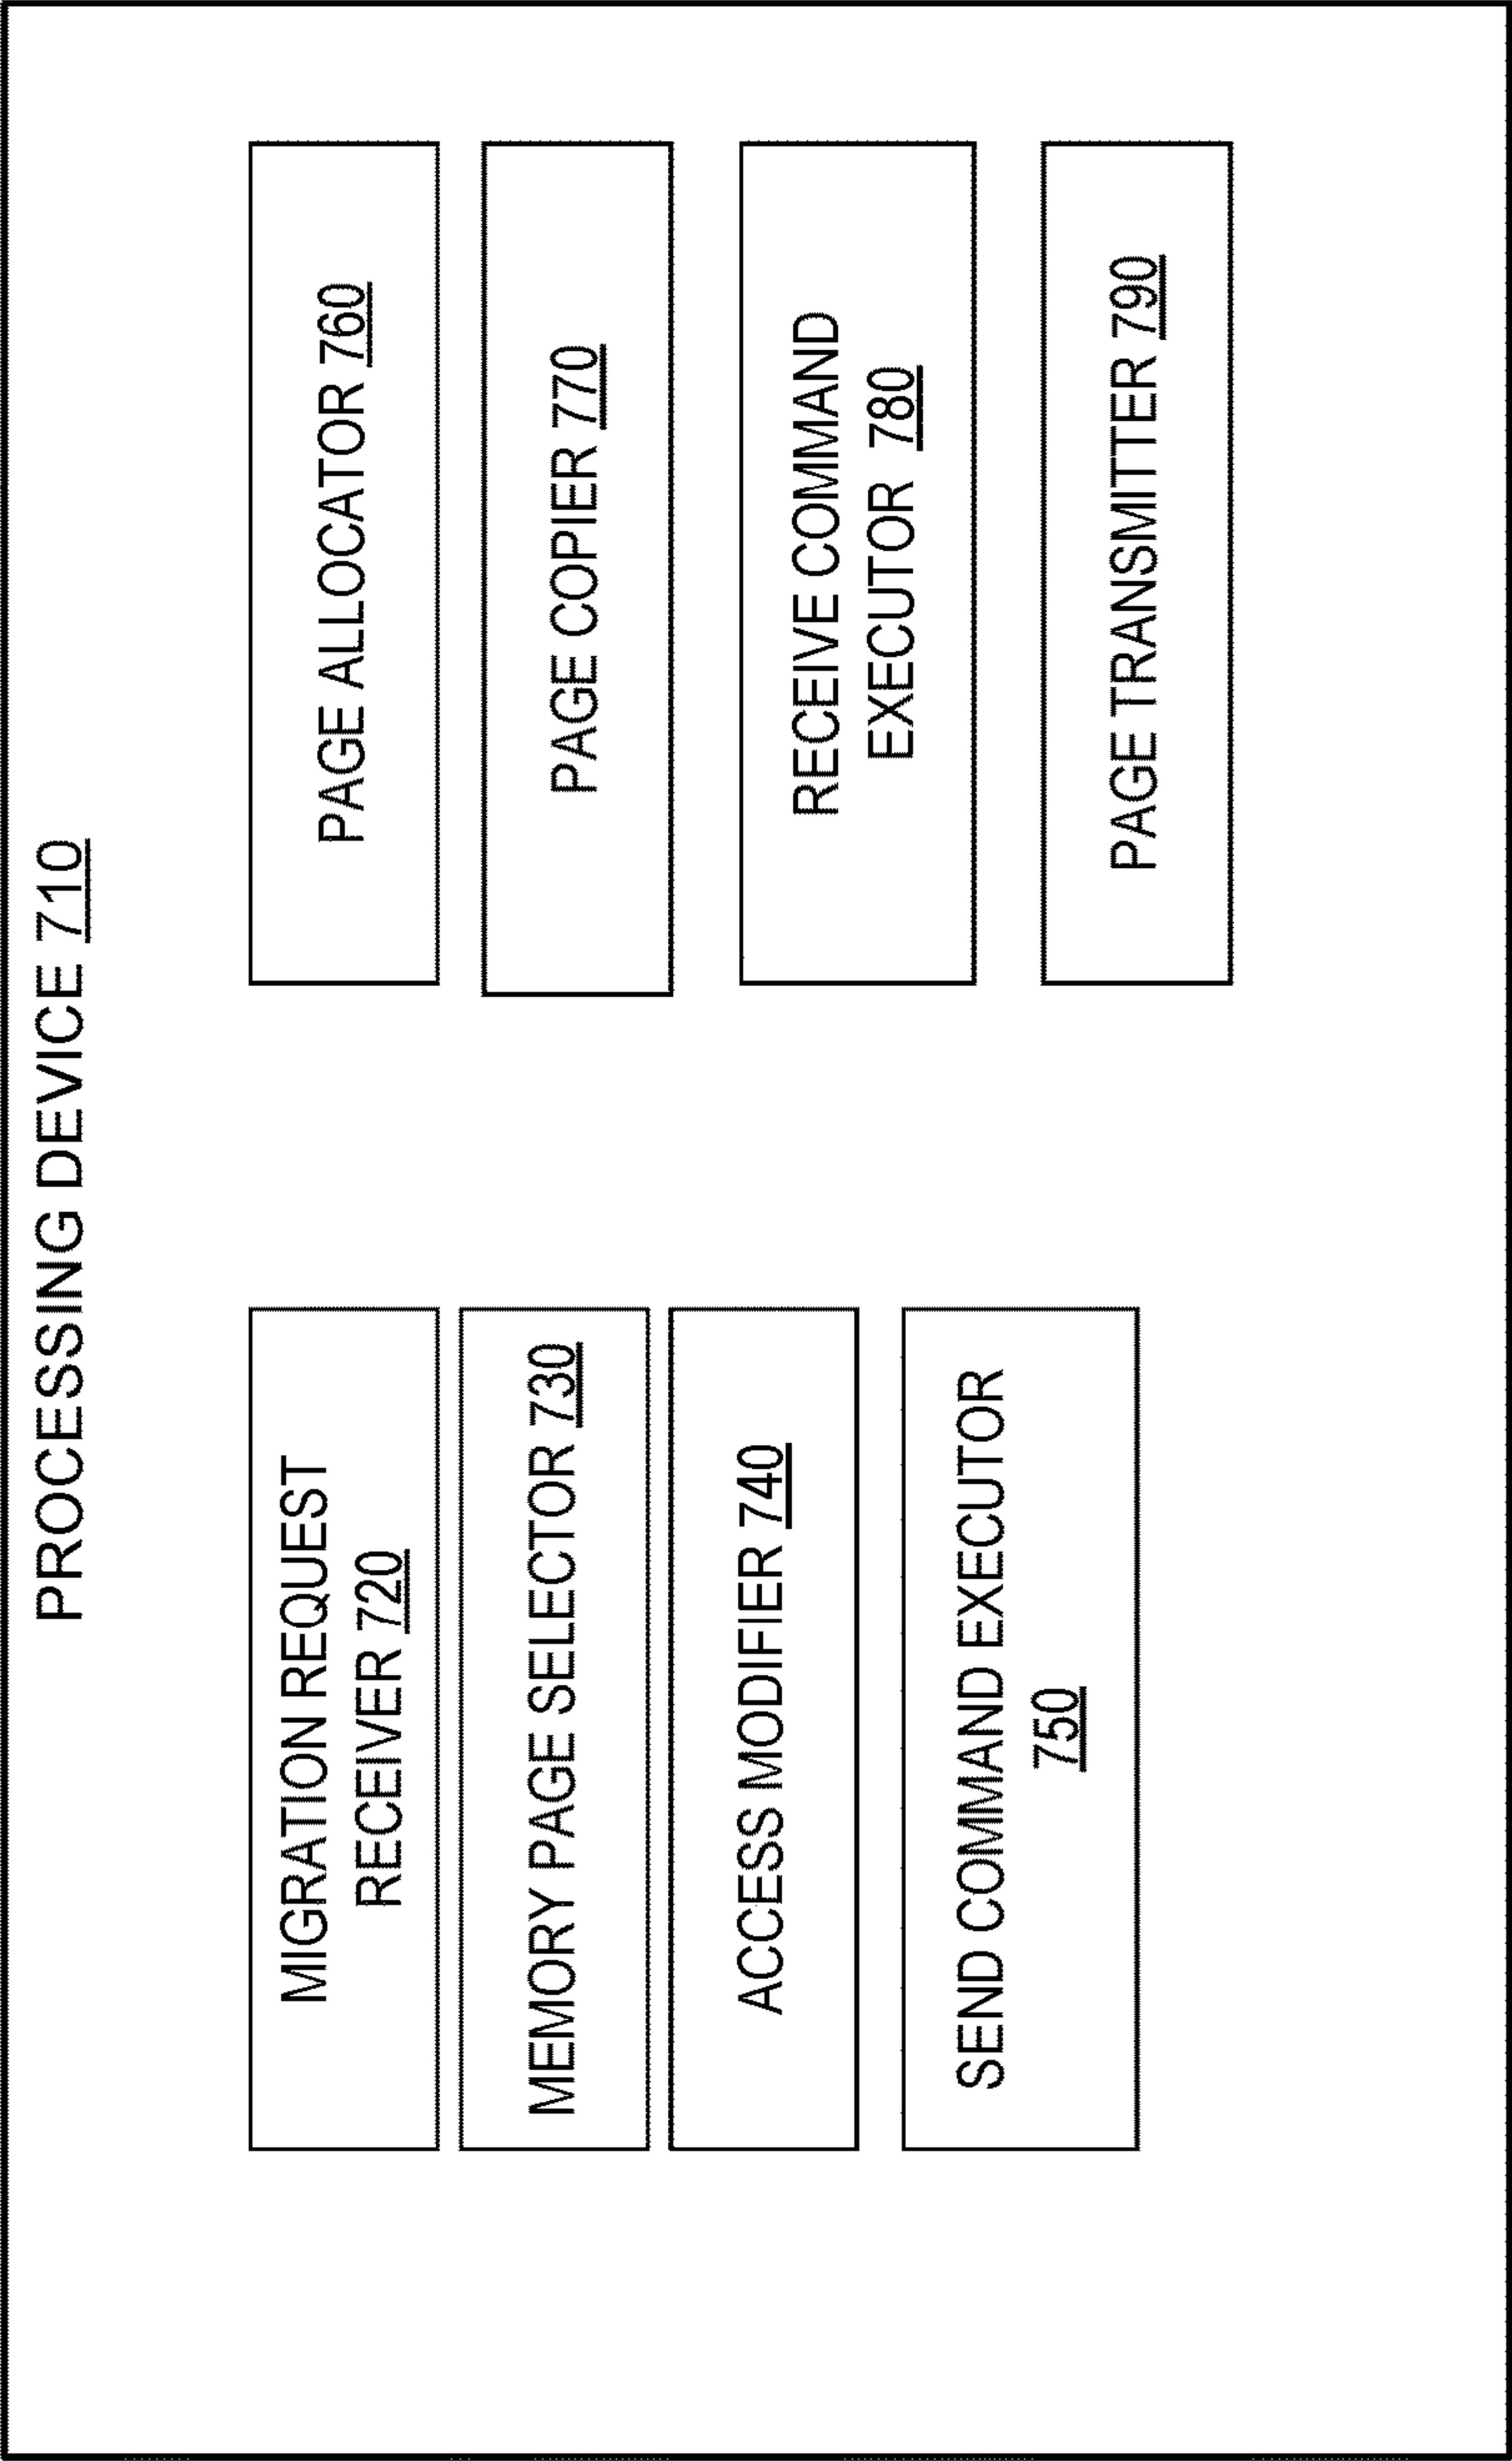 PROCESSING DEVICE 710
MIGRATION REQUEST
RECEIVER 720
MEMORY PAGE SELECTOR 730
ACCESS MODIFIER 740
SEND COMMAND EXECUTOR
750
PAGE ALLOCATOR 760
PAGE COPIER 770
RECEIVE COMMAND
EXECUTOR 780
PAGE TRANSMITTER 790